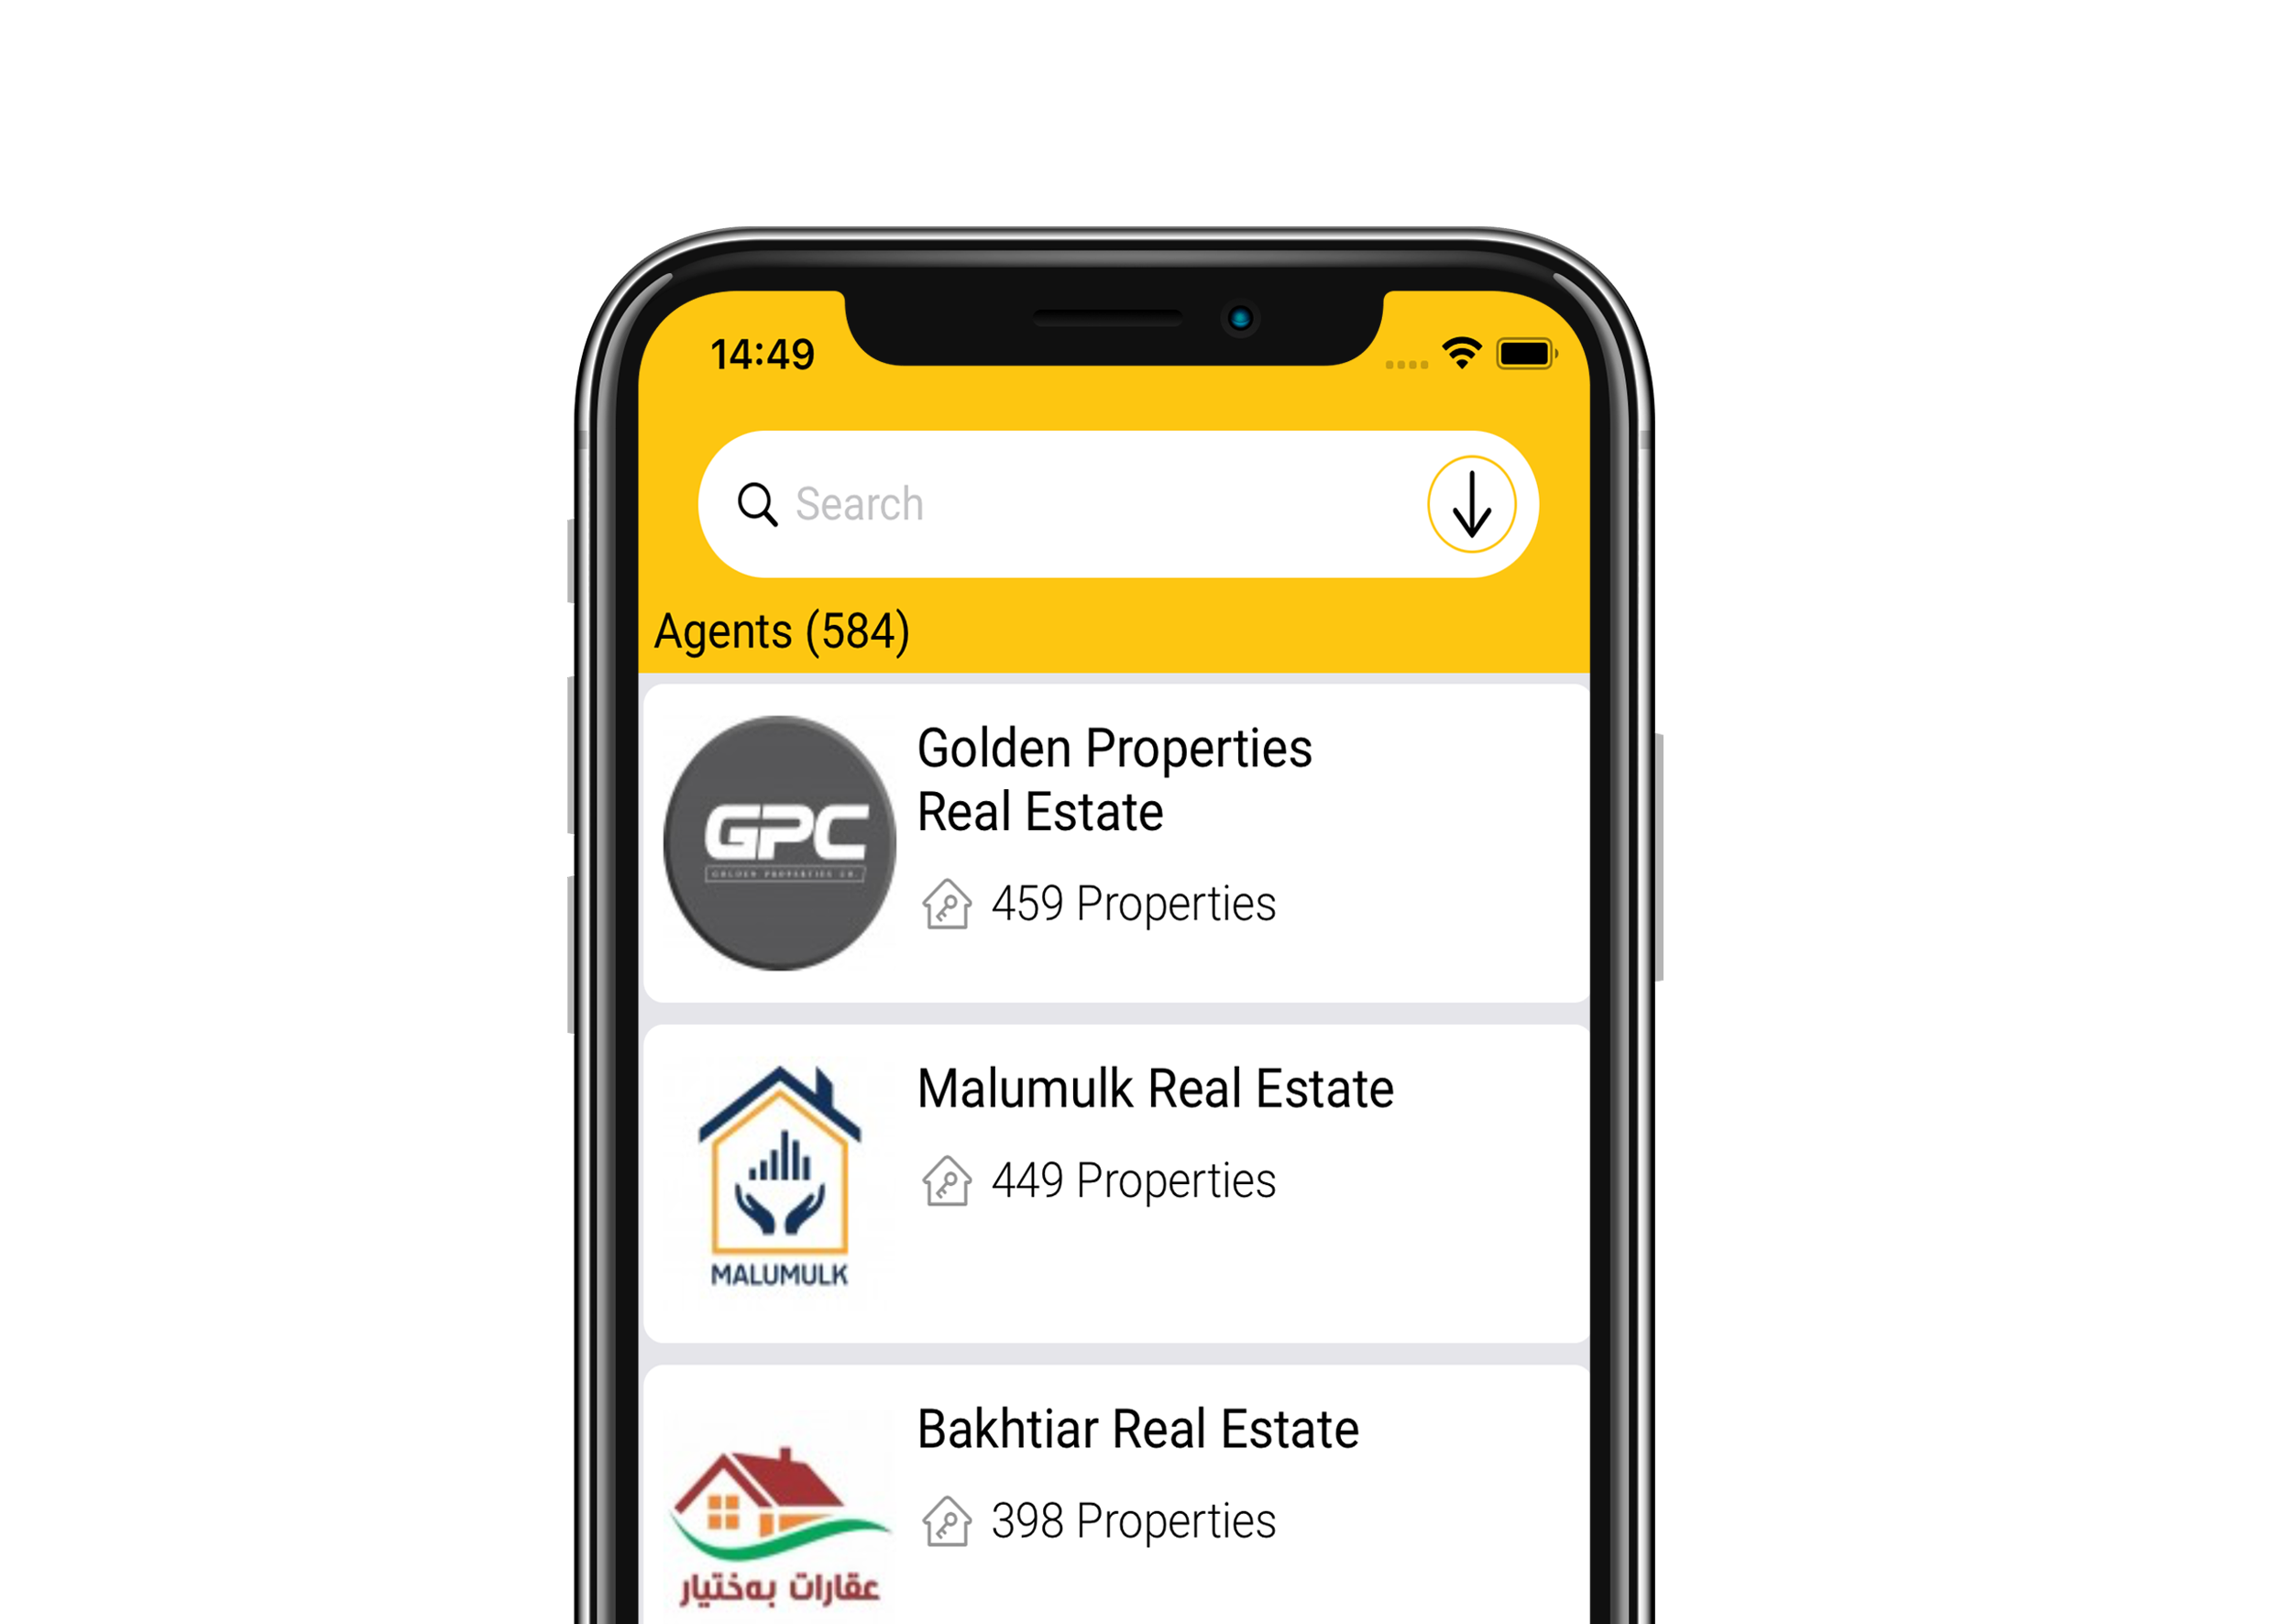 14:49
Search
Agents (584)
GPC
GOLDEN PROPERTIES CO.
Golden Properties
Real Estate
459 Properties
MALUMULK
Malumulk Real Estate
449 Properties
Bakhtiar Real Estate
398 Properties
عقارات بەختیار